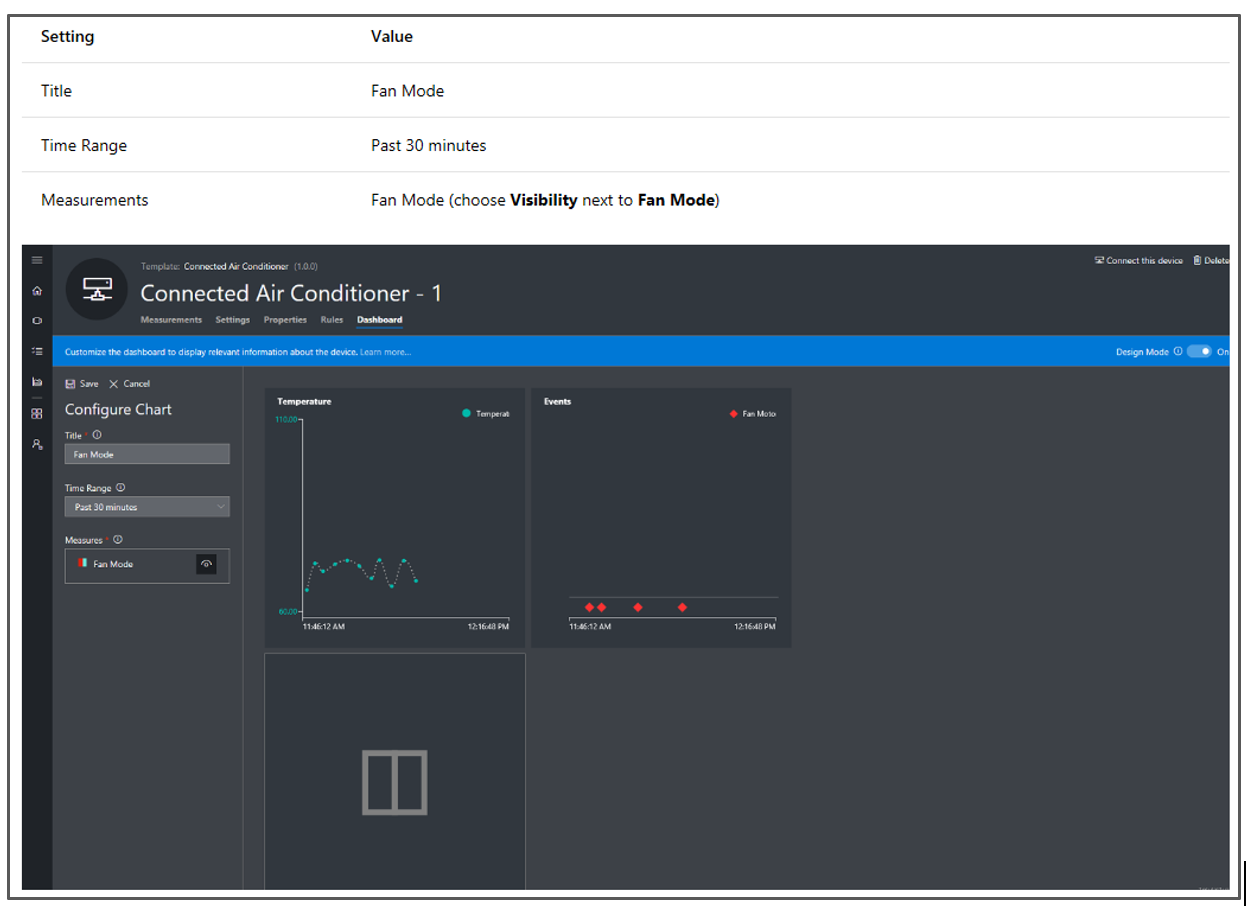 Setting Value
Title Fan Mode
Time Range Past 30 minutes
Measurements Fan Mode (choose Visibility next to Fan Mode)
Template: Connected Air Conditioner (1.0.0)
Connect this device Delete
Connected Air Conditioner - 1
Measurements Settings Properties Rules Dashboard
Customize the dashboard to display relevant information about the device. Learn more...
Design Mode On
Save Cancel
Configure Chart
Title *
Fan Mode
Time Range
Past 30 minutes
Measures *
Fan Mode
Temperature
Temperat
110.00
60.00
11:46:12 AM 12:16:48 PM
Events
Fan Moto
11:46:12 AM 12:16:48 PM